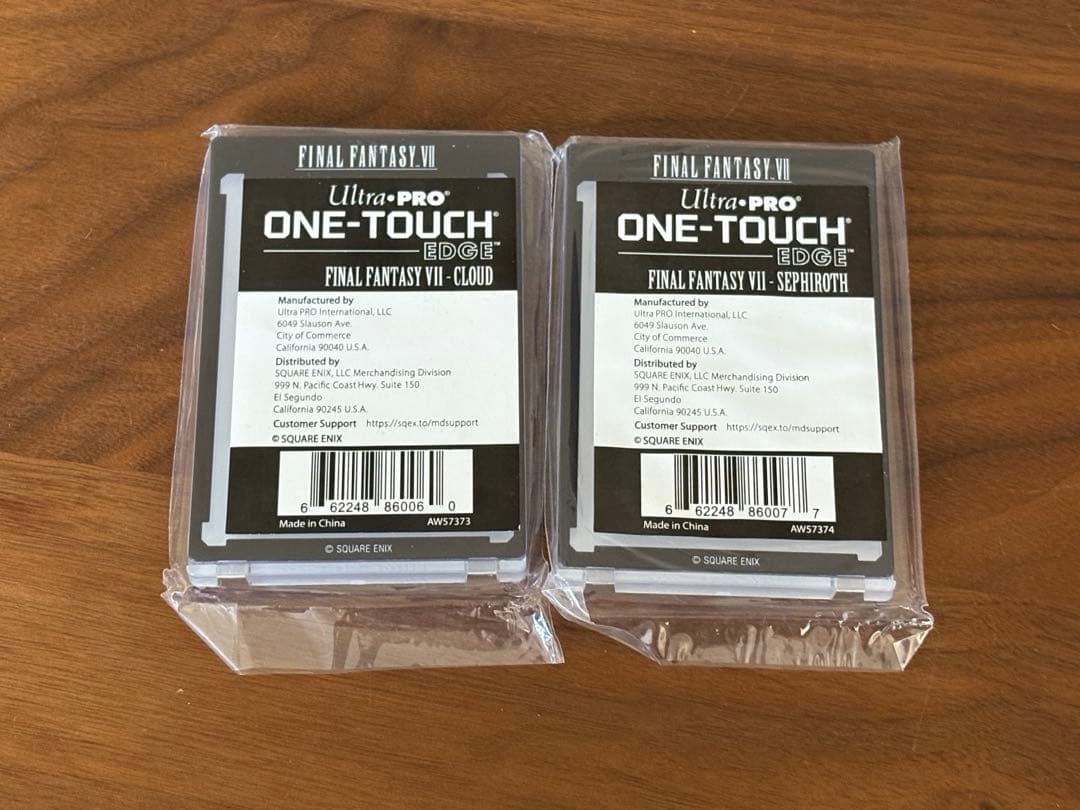 FINAL FANTASY VII
Ultra•PRO®
ONE-TOUCH®
EDGE™
FINAL FANTASY VII - CLOUD
Manufactured by
Ultra PRO International, LLC
6049 Slauson Ave.
City of Commerce
California 90040 U.S.A.
Distributed by
SQUARE ENIX, LLC Merchandising Division
999 N. Pacific Coast Hwy. Suite 150
El Segundo
California 90245 U.S.A.
Customer Support https://sqex.to/mdsupport
© SQUARE ENIX
6 62248 86006 0
Made in China AW57373
© SQUARE ENIX
FINAL FANTASY VII
Ultra•PRO®
ONE-TOUCH®
EDGE™
FINAL FANTASY VII - SEPHIROTH
Manufactured by
Ultra PRO International, LLC
6049 Slauson Ave.
City of Commerce
California 90040 U.S.A.
Distributed by
SQUARE ENIX, LLC Merchandising Division
999 N. Pacific Coast Hwy. Suite 150
El Segundo
California 90245 U.S.A.
Customer Support https://sqex.to/mdsupport
© SQUARE ENIX
6 62248 86007 7
Made in China AW57374
© SQUARE ENIX